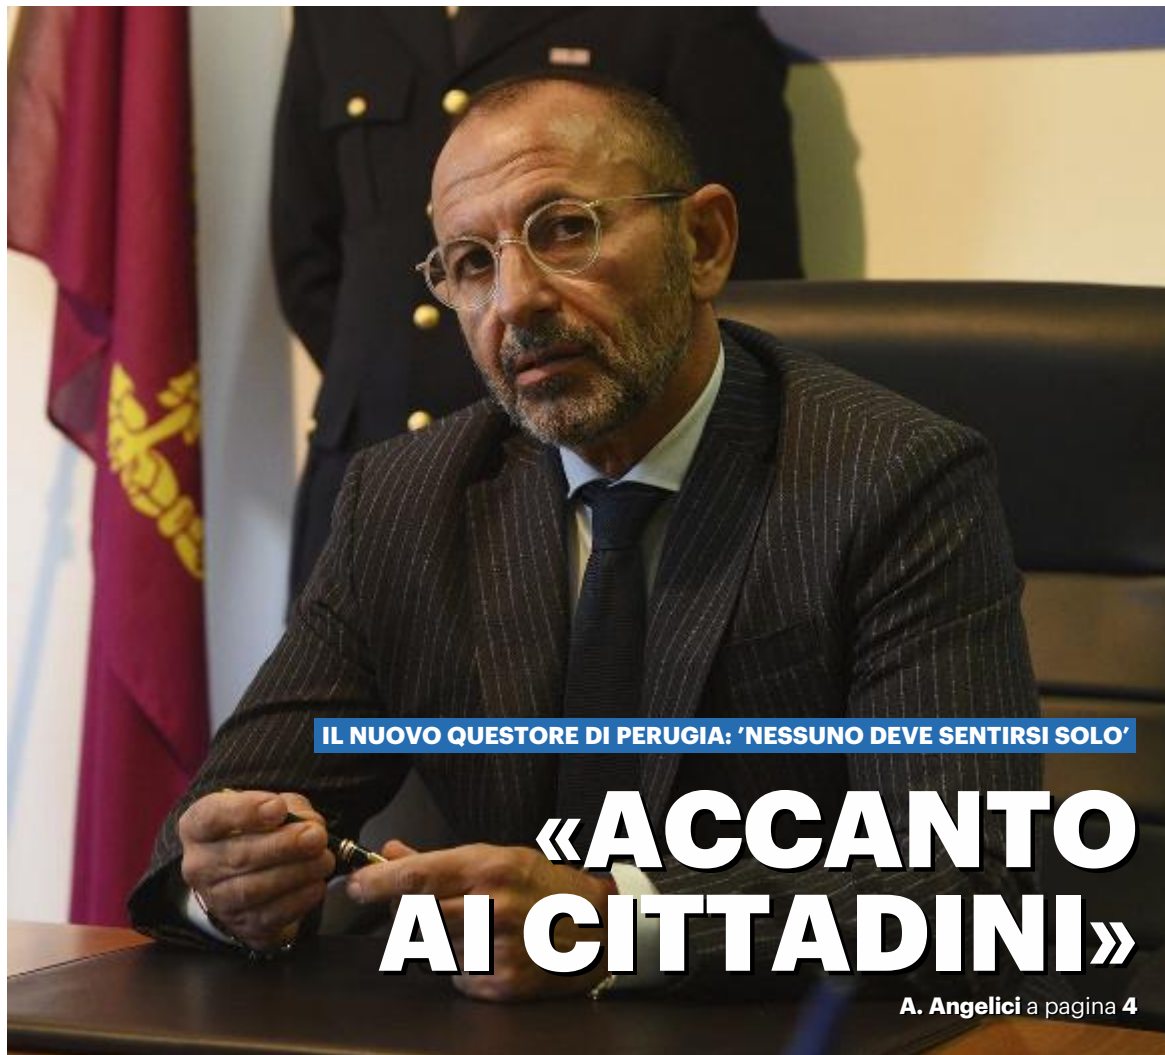 IL NUOVO QUESTORE DI PERUGIA: ’NESSUNO DEVE SENTIRSI SOLO’
«ACCANTO
AI CITTADINI»
A. Angelici a pagina 4